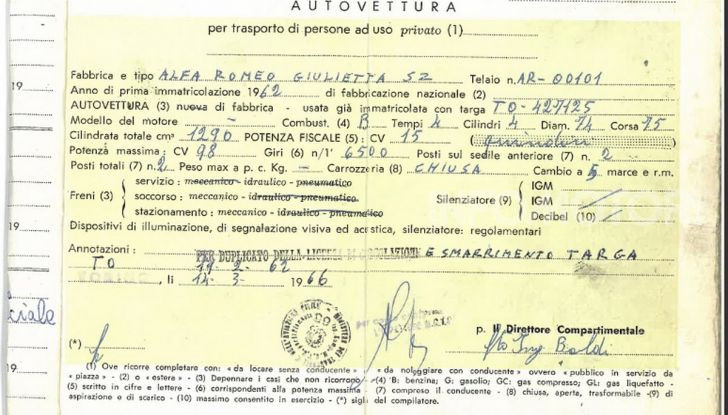 AUTOVETTURA
per trasporto di persone ad uso privato (1)
Fabbrica e tipo ALFA ROMEO GIULIETTA SZ Telaio n. AR-00101
19 Anno di prima immatricolazione 1962 di fabbricazione nazionale (2)
AUTOVETTURA (3) nuova di fabbrica - usata già immatricolata con targa TO-427125
Modello del motore - Combust. (4) B Tempi 4 Cilindri 4 Diam. 74 Corsa 75
Cilindrata totale cm³ 1290 POTENZA FISCALE (5): CV 15 (quindici)
Potenza massima: CV 98 Giri (6) n/1' 6500 Posti sul sedile anteriore (7) n. 2
Posti totali (7) n. 2 Peso max a p. c. Kg. - Carrozzeria (8) CHIUSA Cambio a 5 marce e r.m.
19 Freni (3) servizio: meccanico - idraulico - pneumatico
soccorso: meccanico - idraulico - pneumatico
stazionamento: meccanico - idraulico - pneumatico
Silenziatore (9) IGM
IGM
Decibel (10)
Dispositivi di illuminazione, di segnalazione visiva ed acustica, silenziatore: regolamentari
Annotazioni: PER DUPLICATO DELLA LICENZA DI CIRCOLAZIONE E SMARRIMENTO TARGA
TO 2-62
19 TORINO, li 14-3-1966
ciale
p. Il Direttore Compartimentale
Ing Baldi
(*)
19
(1) Ove ricorre completare con: « da locare senza conducente » « da noleggiare con conducente » ovvero « pubblico in servizio da
« piazza » - (2) o « estere » - (3) Depennare i casi che non ricorrono - (4) B: benzina; G: gasolio; GC: gas compresso; GL: gas liquefatto -
(5) scritto in cifre e lettere - (6) corrispondenti alla potenza massima - (7) compreso il conducente - (8) chiusa, aperta, trasformabile - (9) di
aspirazione o di scarico - (10) massimo consentito in esercizio - (*) sigla del compilatore.